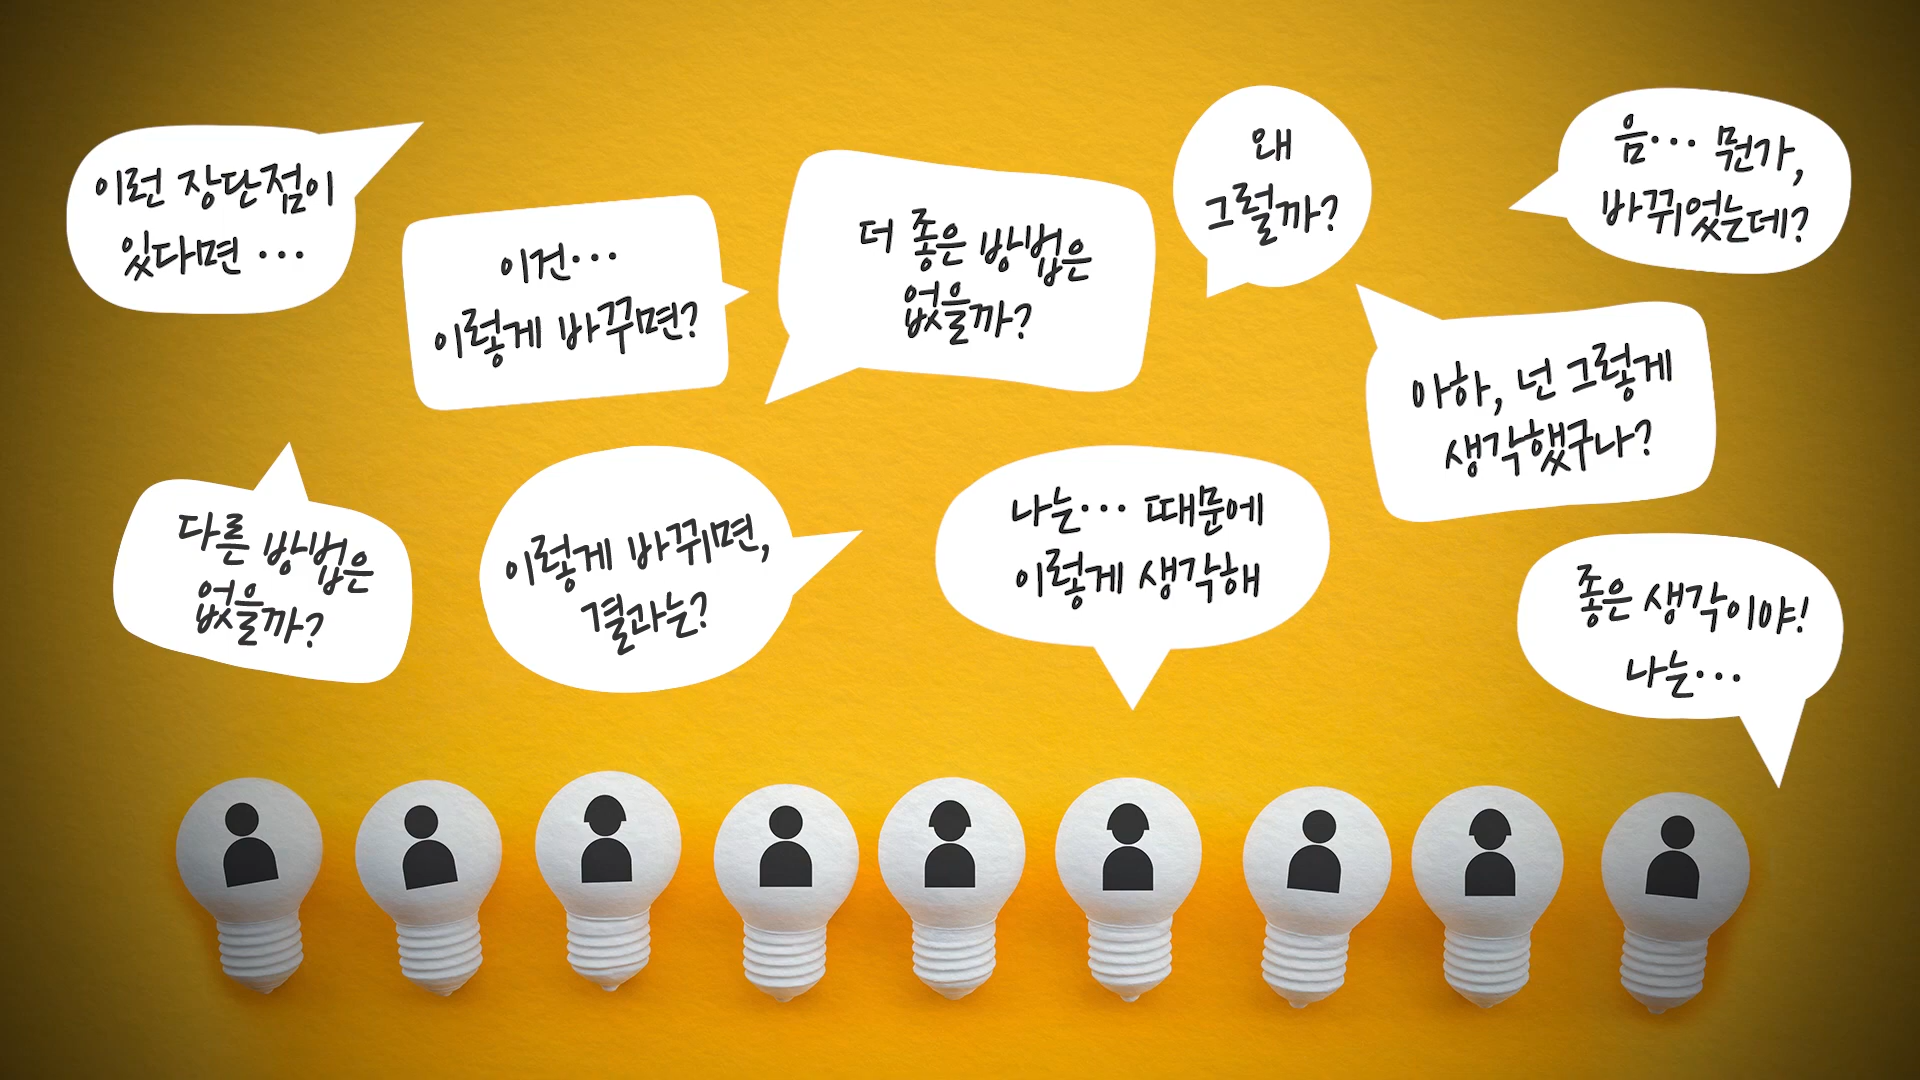 이런 장단점이
있다면 ···
이건···
이렇게 바꾸면?
더 좋은 방법은
없을까?
왜
그럴까?
음··· 뭔가,
바뀌었는데?
아하, 넌 그렇게
생각했구나?
다른 방법은
없을까?
이렇게 바뀌면,
결과는?
나는··· 때문에
이렇게 생각해
좋은 생각이야!
나는···